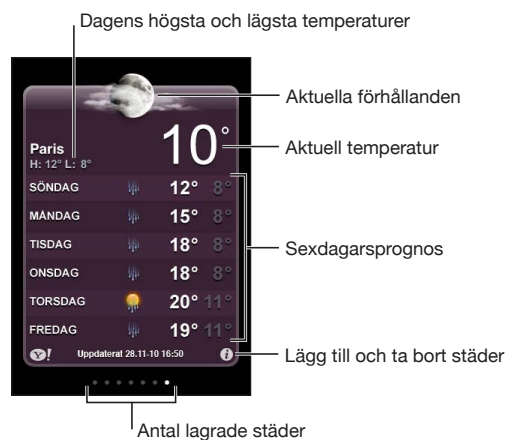 Dagens högsta och lägsta temperaturer
Aktuella förhållanden
10°
Aktuell temperatur
Paris
H: 12° L: 8°
SÖNDAG 12° 8°
MÅNDAG 15° 8°
TISDAG 18° 8°
Sexdagarsprognos
ONSDAG 18° 8°
TORSDAG 20° 11°
FREDAG 19° 11°
Y! Uppdaterat 28.11-10 16:50 i
Lägg till och ta bort städer
Antal lagrade städer